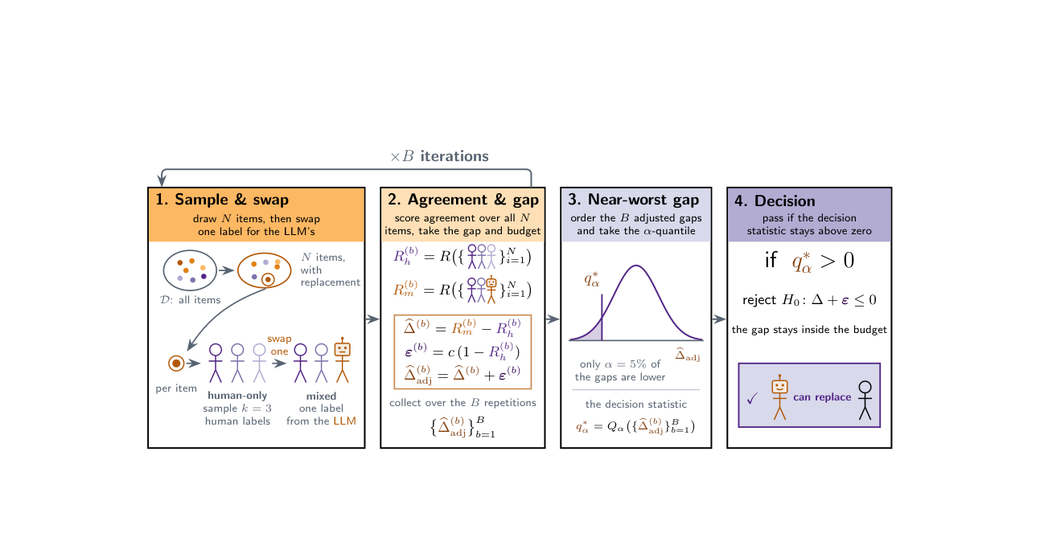 ×B iterations
1. Sample & swap
draw N items, then swap
one label for the LLM's
N items,
with
replacement
𝒟: all items
swap
one
per item
human-only
sample k = 3
human labels
mixed
one label
from the LLM
2. Agreement & gap
score agreement over all N
items, take the gap and budget
R_h^{(b)} = R({ }_{i=1}^N)
R_m^{(b)} = R({ }_{i=1}^N)
Δ̂^{(b)} = R_m^{(b)} − R_h^{(b)}
ε^{(b)} = c (1 − R_h^{(b)})
Δ̂_{adj}^{(b)} = Δ̂^{(b)} + ε^{(b)}
collect over the B repetitions
{Δ̂_{adj}^{(b)}}_{b=1}^B
3. Near-worst gap
order the B adjusted gaps
and take the α-quantile
q_α^*
Δ̂_{adj}
only α = 5% of
the gaps are lower
the decision statistic
q_α^* = Q_α({Δ̂_{adj}^{(b)}}_{b=1}^B)
4. Decision
pass if the decision
statistic stays above zero
if q_α^* > 0
reject H_0: Δ + ε ≤ 0
the gap stays inside the budget
✓ can replace